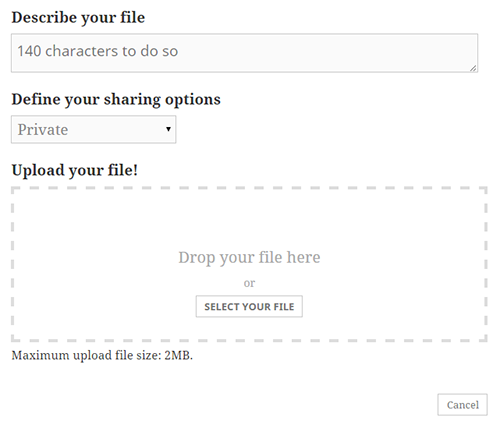 Describe your file
140 characters to do so
Define your sharing options
Private
Upload your file!
Drop your file here
or
SELECT YOUR FILE
Maximum upload file size: 2MB.
Cancel